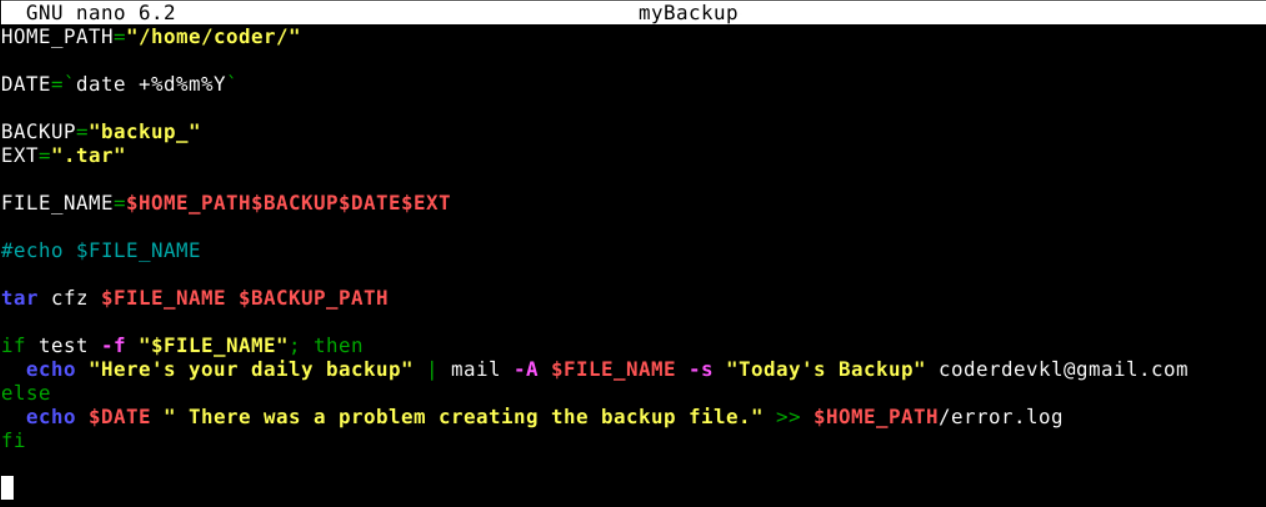 GNU nano 6.2 myBackup
HOME_PATH="/home/coder/"
DATE=`date +%d%m%Y`
BACKUP="backup_"
EXT=".tar"
FILE_NAME=$HOME_PATH$BACKUP$DATE$EXT
#echo $FILE_NAME
tar cfz $FILE_NAME $BACKUP_PATH
if test -f "$FILE_NAME"; then
  echo "Here's your daily backup" | mail -A $FILE_NAME -s "Today's Backup" coderdevkl@gmail.com
else
  echo $DATE " There was a problem creating the backup file." >> $HOME_PATH/error.log
fi